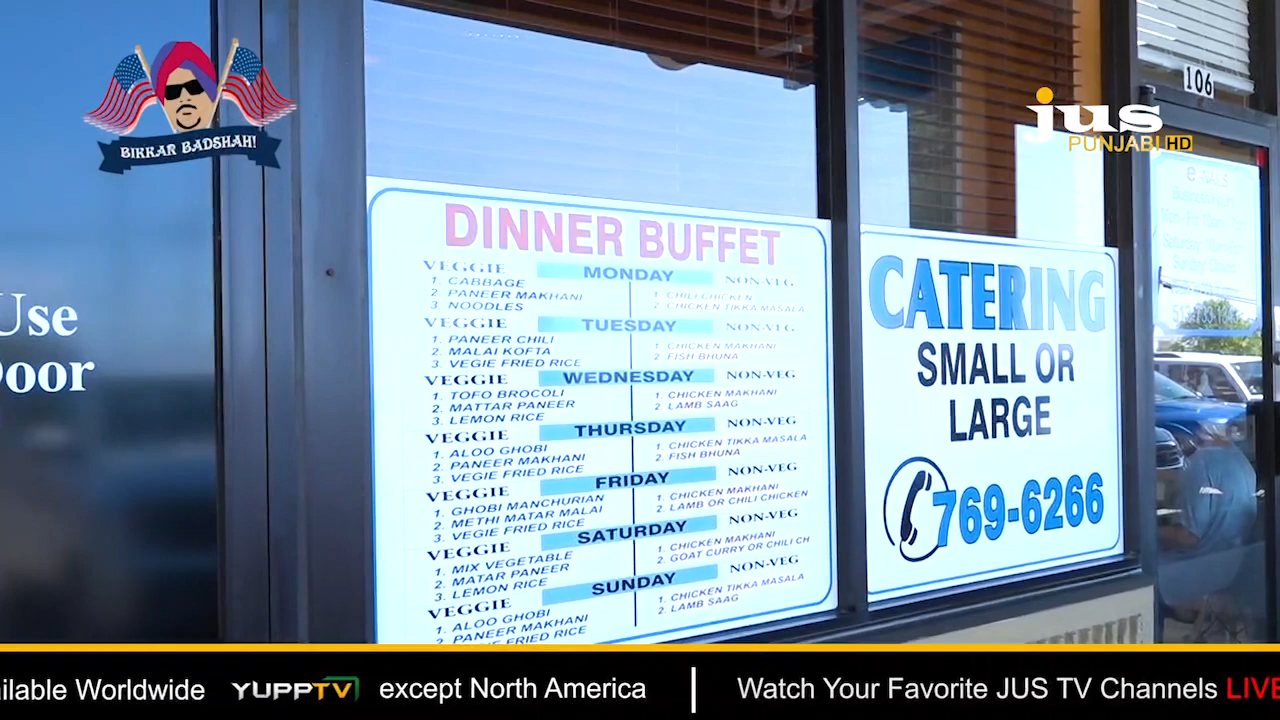 BIKKAR BADSHAH!
jus
PUNJABI HD
106
Use
Door
DINNER BUFFET
MONDAY
VEGGIE
1. CABBAGE
2. PANEER MAKHANI
3. NOODLES
NON-VEG
1. CHILI CHICKEN
2. CHICKEN TIKKA MASALA
TUESDAY
VEGGIE
1. PANEER CHILI
2. MALAI KOFTA
3. VEGIE FRIED RICE
NON-VEG
1. CHICKEN MAKHANI
2. FISH BHUNA
WEDNESDAY
VEGGIE
1. TOFO BROCOLI
2. MATTAR PANEER
3. LEMON RICE
NON-VEG
1. CHICKEN MAKHANI
2. LAMB SAAG
THURSDAY
VEGGIE
1. ALOO GHOBI
2. PANEER MAKHANI
3. VEGIE FRIED RICE
NON-VEG
1. CHICKEN TIKKA MASALA
2. FISH BHUNA
FRIDAY
VEGGIE
1. GHOBI MANCHURIAN
2. METHI MATAR MALAI
3. VEGIE FRIED RICE
NON-VEG
1. CHICKEN MAKHANI
2. LAMB OR CHILI CHICKEN
SATURDAY
VEGGIE
1. MIX VEGETABLE
2. MATAR PANEER
3. LEMON RICE
NON-VEG
1. CHICKEN MAKHANI
2. GOAT CURRY OR CHILI CH
SUNDAY
VEGGIE
1. ALOO GHOBI
2. PANEER MAKHANI
FRIED RICE
NON-VEG
1. CHICKEN TIKKA MASALA
2. LAMB SAAG
CATERING
SMALL OR
LARGE
769-6266
e NAILS
ilable Worldwide YUPPTV except North America | Watch Your Favorite JUS TV Channels LIVE